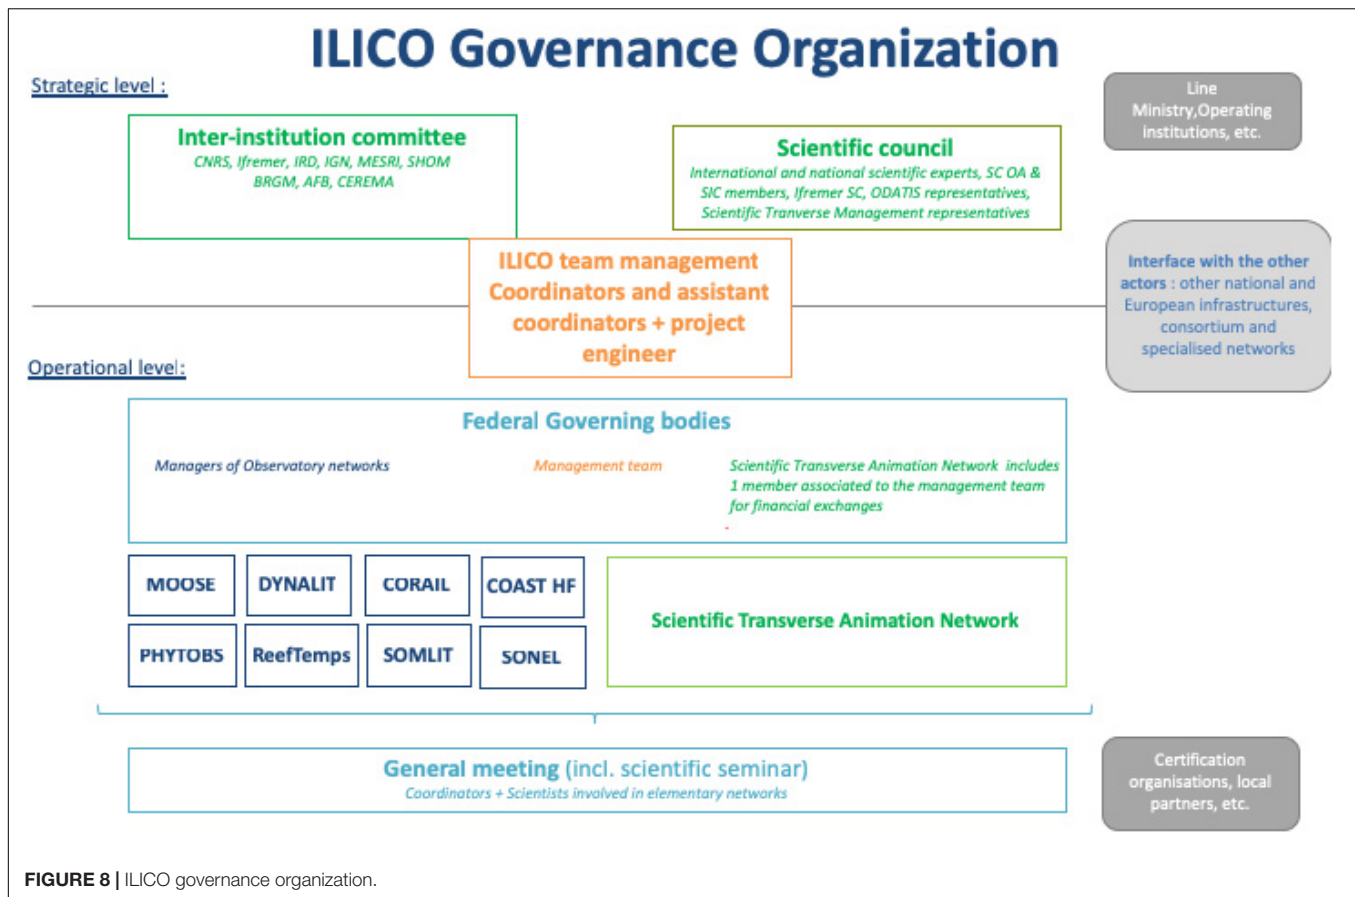 ILICO Governance Organization
Strategic level :
Line
Ministry,Operating
institutions, etc.
Inter-institution committee
CNRS, Ifremer, IRD, IGN, MESRI, SHOM
BRGM, AFB, CEREMA
Scientific council
International and national scientific experts, SC OA &
SIC members, Ifremer SC, ODATIS representatives,
Scientific Tranverse Management representatives
ILICO team management
Coordinators and assistant
coordinators + project
engineer
Interface with the other
actors : other national and
European infrastructures,
consortium and
specialised networks
Operational level:
Federal Governing bodies
Managers of Observatory networks
Management team
Scientific Transverse Animation Network includes
1 member associated to the management team
for financial exchanges
MOOSE
DYNALIT
CORAIL
COAST HF
PHYTOBS
ReefTemps
SOMLIT
SONEL
Scientific Transverse Animation Network
General meeting (incl. scientific seminar)
Coordinators + Scientists involved in elementary networks
Certification
organisations, local
partners, etc.
FIGURE 8 | ILICO governance organization.